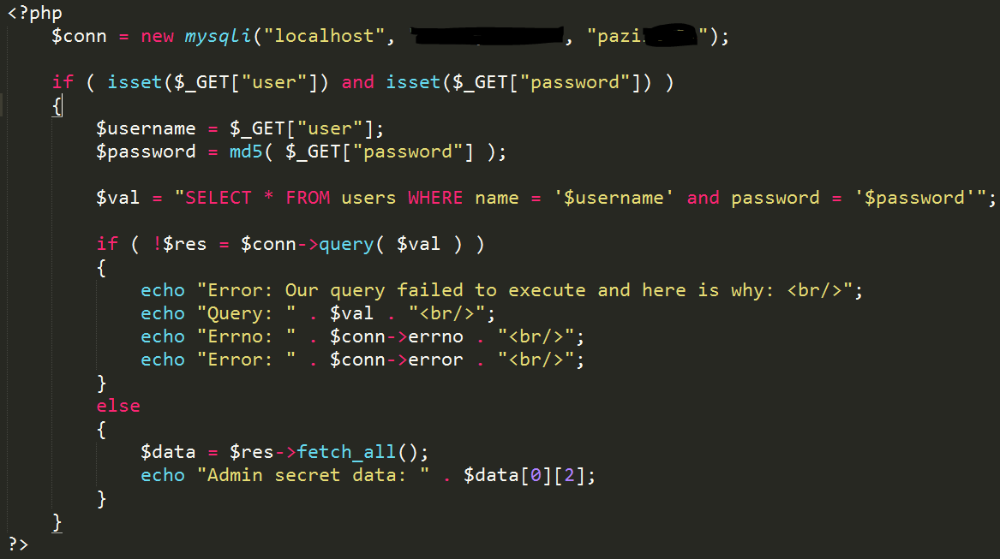 <?php
$conn = new mysqli("localhost", , "pazi");
if ( isset($_GET["user"]) and isset($_GET["password"]) )
{
$username = $_GET["user"];
$password = md5( $_GET["password"] );
$val = "SELECT * FROM users WHERE name = '$username' and password = '$password'";
if ( !$res = $conn->query( $val ) )
{
echo "Error: Our query failed to execute and here is why: <br/>";
echo "Query: " . $val . "<br/>";
echo "Errno: " . $conn->errno . "<br/>";
echo "Error: " . $conn->error . "<br/>";
}
else
{
$data = $res->fetch_all();
echo "Admin secret data: " . $data[0][2];
}
}
?>